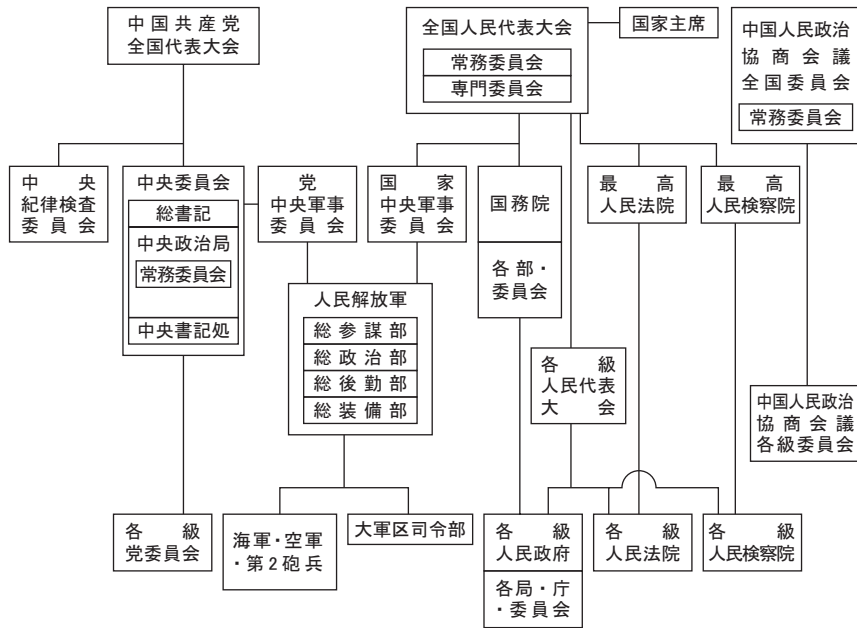 中国共産党
全国代表大会
全国人民代表大会
常務委員会
専門委員会
国家主席
中国人民政治
協商会議
全国委員会
常務委員会
中央
紀律検査
委員会
中央委員会
総書記
中央政治局
常務委員会
中央書記処
党
中央軍事
委員会
国家
中央軍事
委員会
国務院
各部・
委員会
最高
人民法院
最高
人民検察院
人民解放軍
総参謀部
総政治部
総後勤部
総装備部
各級
人民代表
大会
中国人民政治
協商会議
各級委員会
各級
党委員会
海軍・空軍
・第2砲兵
大軍区司令部
各級
人民政府
各局・庁
・委員会
各級
人民法院
各級
人民検察院